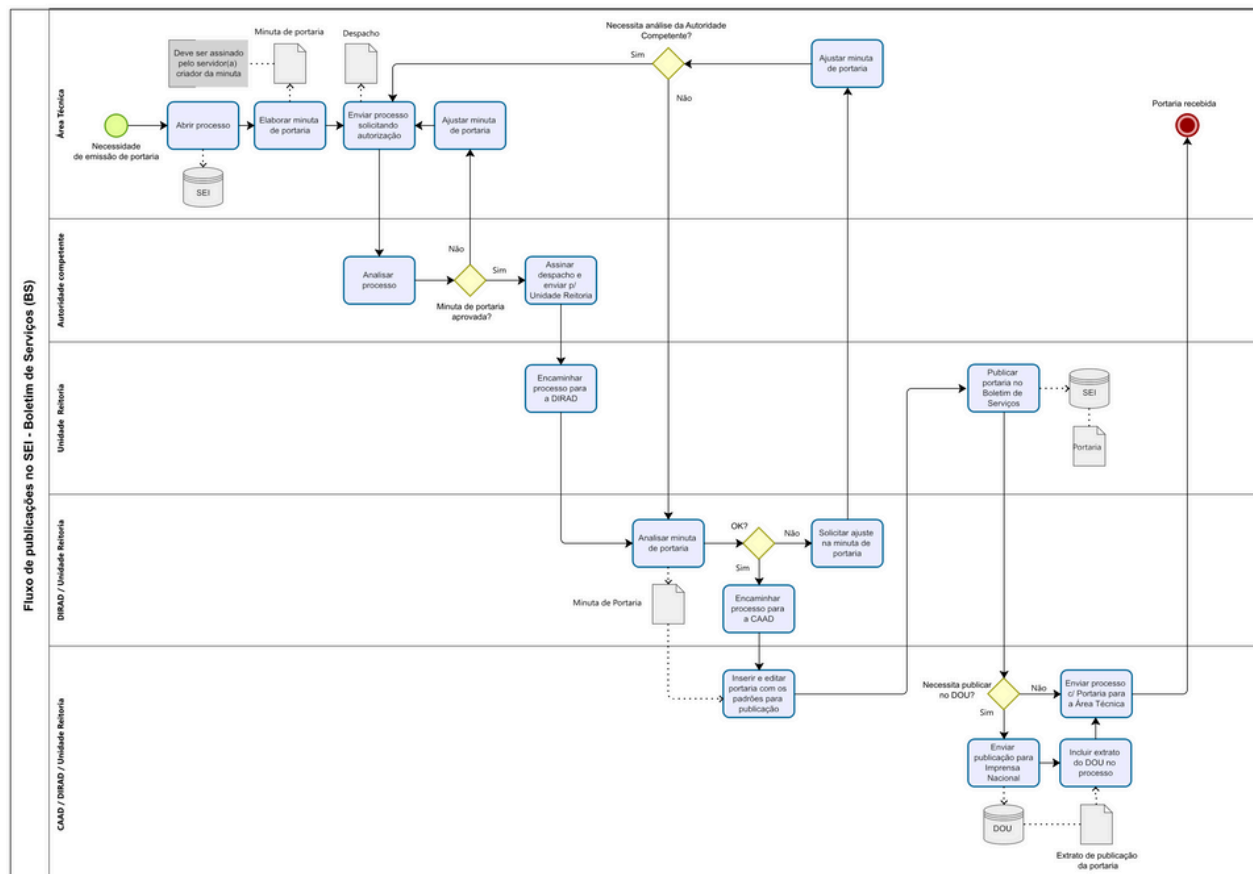 Fluxo de publicações no SEI - Boletim de Serviços (BS)
Área Técnica
Necessidade
de emissão de portaria
Abrir processo
SEI
Deve ser assinado
pelo servidor(a)
criador da minuta
Minuta de portaria
Elaborar minuta
de portaria
Despacho
Enviar processo
solicitando
autorização
Ajustar minuta
de portaria
Necessita análise da Autoridade
Competente?
Sim
Não
Ajustar minuta
de portaria
Portaria recebida
Autoridade competente
Analisar
processo
Não
Sim
Minuta de portaria
aprovada?
Assinar
despacho e
enviar p/
Unidade Reitoria
Unidade Reitoria
Encaminhar
processo para
a DIRAD
Publicar
portaria no
Boletim de
Serviços
SEI
Portaria
DIRAD / Unidade Reitoria
Analisar minuta
de portaria
OK?
Não
Sim
Solicitar ajuste
na minuta de
portaria
Minuta de Portaria
Encaminhar
processo para
a CAAD
CAAD / DIRAD / Unidade Reitoria
Inserir e editar
portaria com os
padrões para
publicação
Necessita publicar
no DOU?
Não
Sim
Enviar processo
c/ Portaria para
a Área Técnica
Enviar
publicação para
Imprensa
Nacional
Incluir extrato
do DOU no
processo
DOU
Extrato de publicação
da portaria